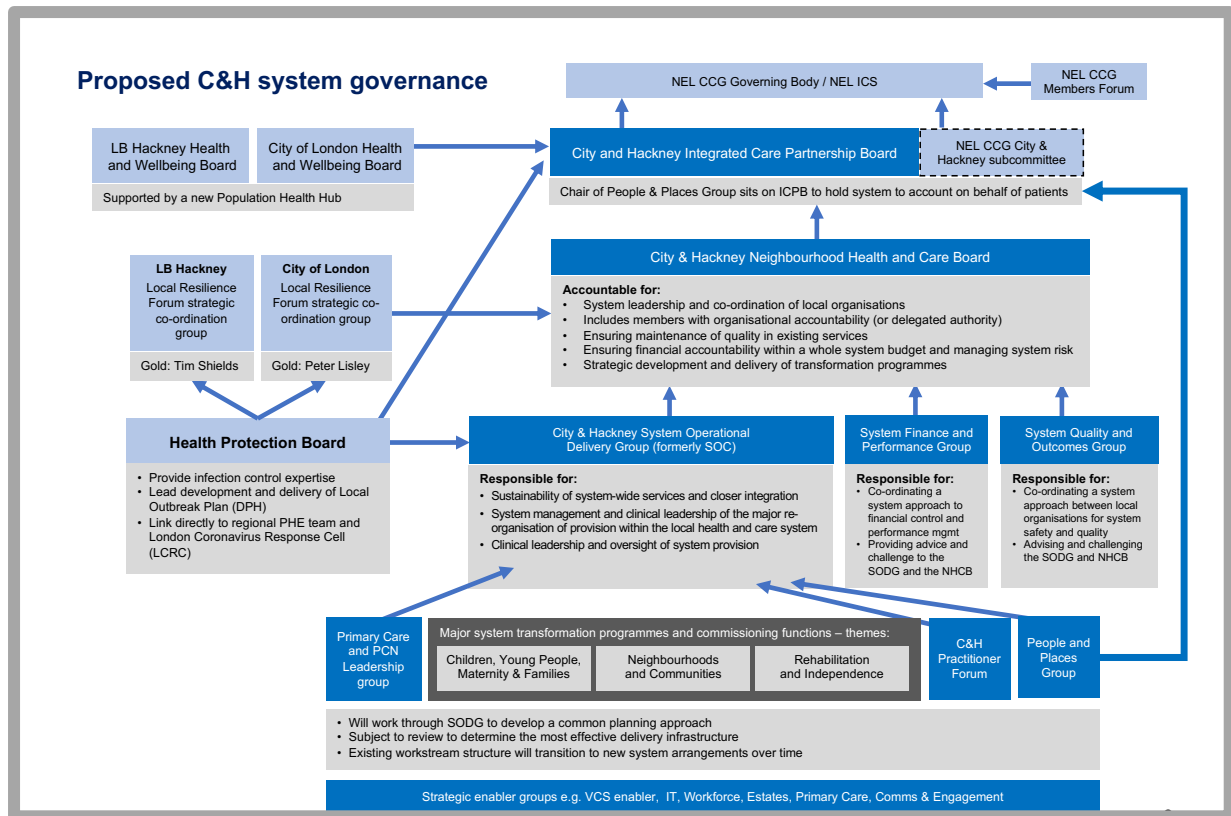 Proposed C&H system governance
NEL CCG Governing Body / NEL ICS
NEL CCG
Members Forum
LB Hackney Health
and Wellbeing Board
City of London Health
and Wellbeing Board
Supported by a new Population Health Hub
City and Hackney Integrated Care Partnership Board
NEL CCG City &
Hackney subcommittee
Chair of People & Places Group sits on ICPB to hold system to account on behalf of patients
LB Hackney
Local Resilience
Forum strategic
co-ordination
group
Gold: Tim Shields
City of London
Local Resilience
Forum strategic co-
ordination group
Gold: Peter Lisley
City & Hackney Neighbourhood Health and Care Board
Accountable for:
• System leadership and co-ordination of local organisations
• Includes members with organisational accountability (or delegated authority)
• Ensuring maintenance of quality in existing services
• Ensuring financial accountability within a whole system budget and managing system risk
• Strategic development and delivery of transformation programmes
Health Protection Board
• Provide infection control expertise
• Lead development and delivery of Local
Outbreak Plan (DPH)
• Link directly to regional PHE team and
London Coronavirus Response Cell
(LCRC)
City & Hackney System Operational
Delivery Group (formerly SOC)
Responsible for:
• Sustainability of system-wide services and closer integration
• System management and clinical leadership of the major re-
organisation of provision within the local health and care system
• Clinical leadership and oversight of system provision
System Finance and
Performance Group
Responsible for:
• Co-ordinating a
system approach to
financial control and
performance mgmt
• Providing advice and
challenge to the
SODG and the NHCB
System Quality and
Outcomes Group
Responsible for:
• Co-ordinating a system
approach between local
organisations for system
safety and quality
• Advising and challenging
the SODG and NHCB
Primary Care
and PCN
Leadership
group
Major system transformation programmes and commissioning functions – themes:
Children, Young People,
Maternity & Families
Neighbourhoods
and Communities
Rehabilitation
and Independence
C&H
Practitioner
Forum
People and
Places
Group
• Will work through SODG to develop a common planning approach
• Subject to review to determine the most effective delivery infrastructure
• Existing workstream structure will transition to new system arrangements over time
Strategic enabler groups e.g. VCS enabler, IT, Workforce, Estates, Primary Care, Comms & Engagement